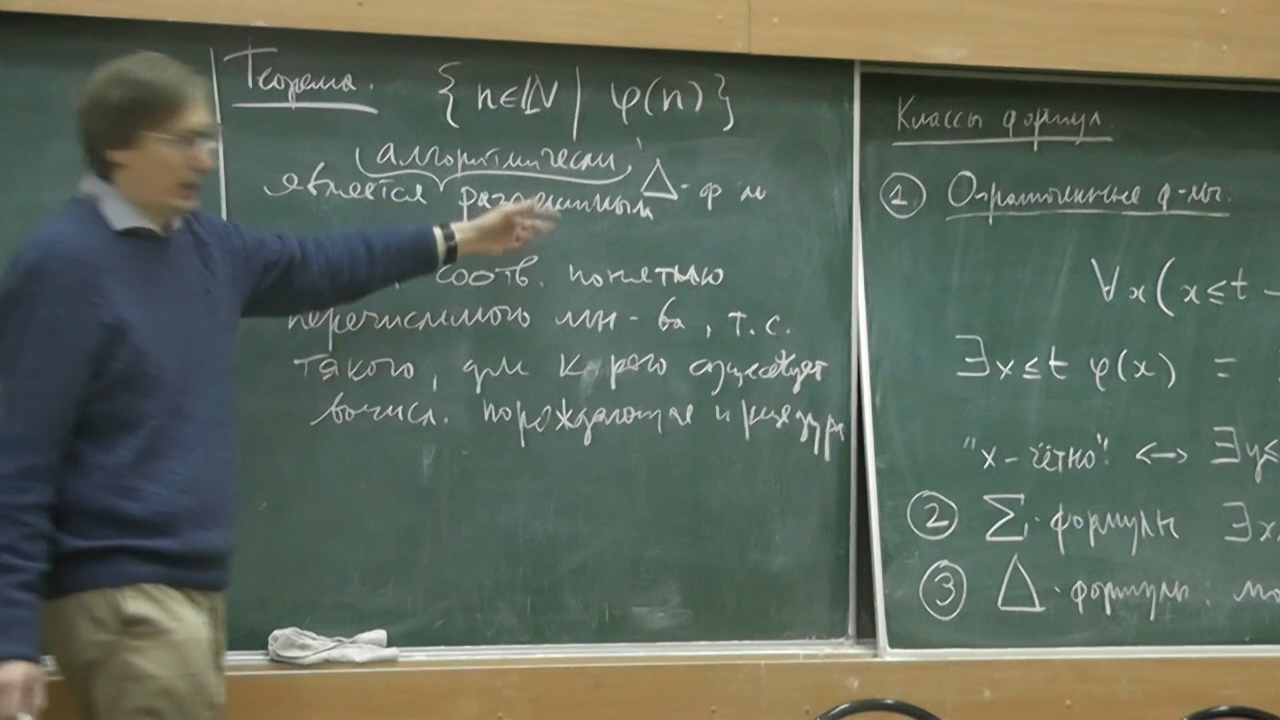 Теорема. { n∈ℕ | φ(n) }
алгоритмически
является разрешимым Δ-ф
соотв. понятию
перечислимого мн-ва, т.е.
такого, для к-рого существует
вычисл. порождающая процедура
Классы формул
① Ограниченные ф-лы.
∀x(x≤t
∃x≤t φ(x) =
"x-чётно" ↔ ∃y≤
② Σ-формулы ∃x
③ Δ-формулы: